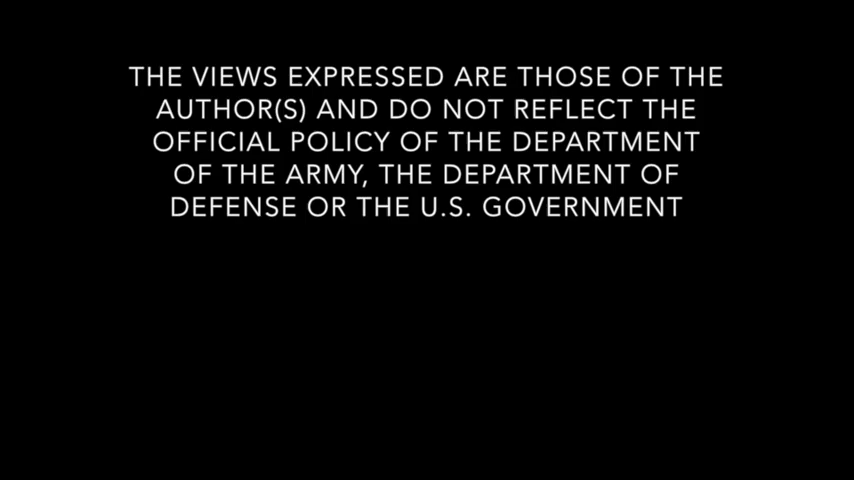 THE VIEWS EXPRESSED ARE THOSE OF THE
AUTHOR(S) AND DO NOT REFLECT THE
OFFICIAL POLICY OF THE DEPARTMENT
OF THE ARMY, THE DEPARTMENT OF
DEFENSE OR THE U.S. GOVERNMENT